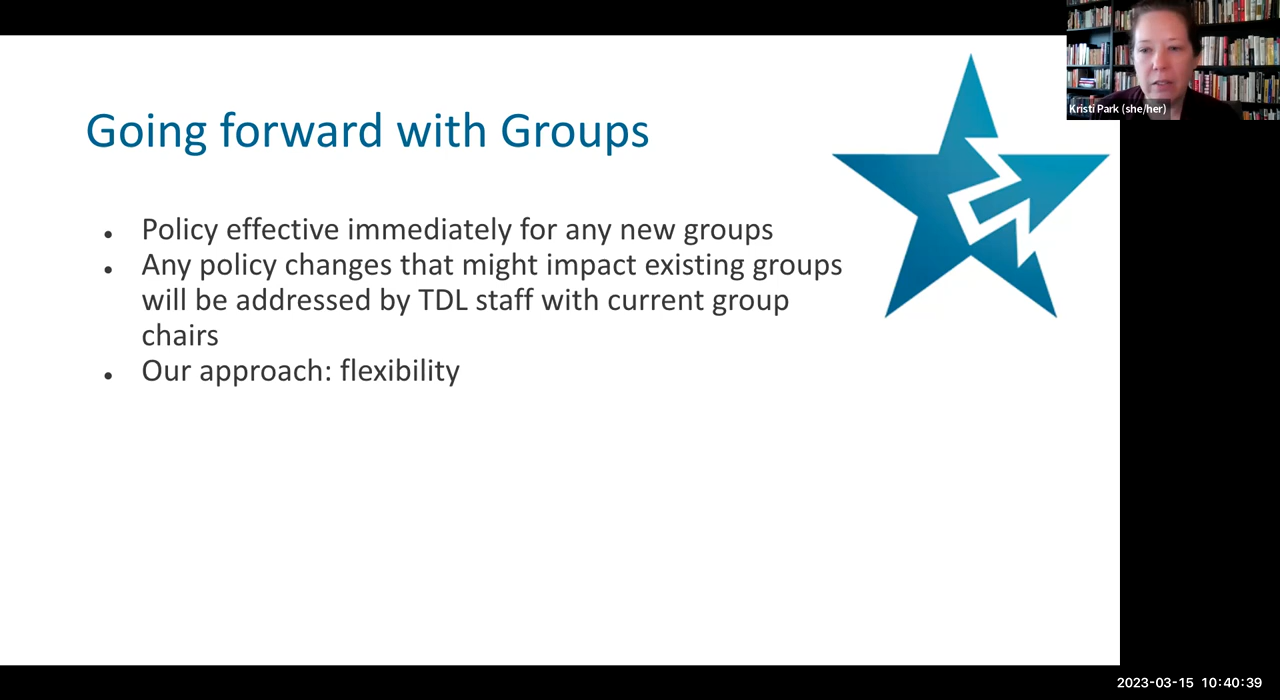 Going forward with Groups
● Policy effective immediately for any new groups
● Any policy changes that might impact existing groups
will be addressed by TDL staff with current group
chairs
● Our approach: flexibility
Kristi Park (she/her)
2023-03-15 10:40:39